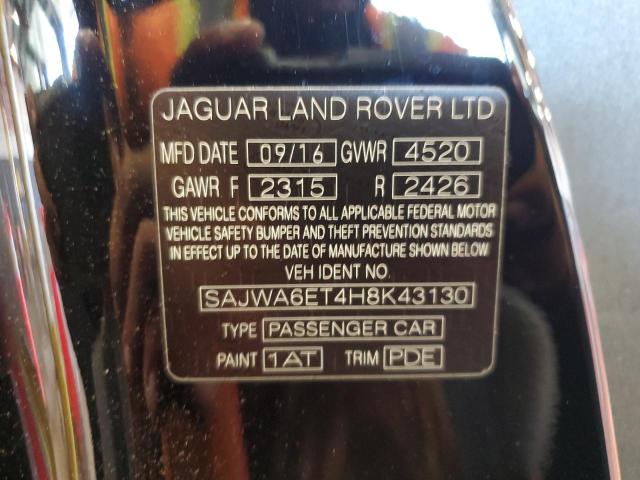 JAGUAR LAND ROVER LTD
MFD DATE 09/16 GVWR 4520
GAWR F 2315 R 2426
THIS VEHICLE CONFORMS TO ALL APPLICABLE FEDERAL MOTOR
VEHICLE SAFETY BUMPER AND THEFT PREVENTION STANDARDS
IN EFFECT UP TO THE DATE OF MANUFACTURE SHOWN BELOW
VEH IDENT NO.
SAJWA6ET4H8K43130
TYPE PASSENGER CAR
PAINT 1AT TRIM PDE